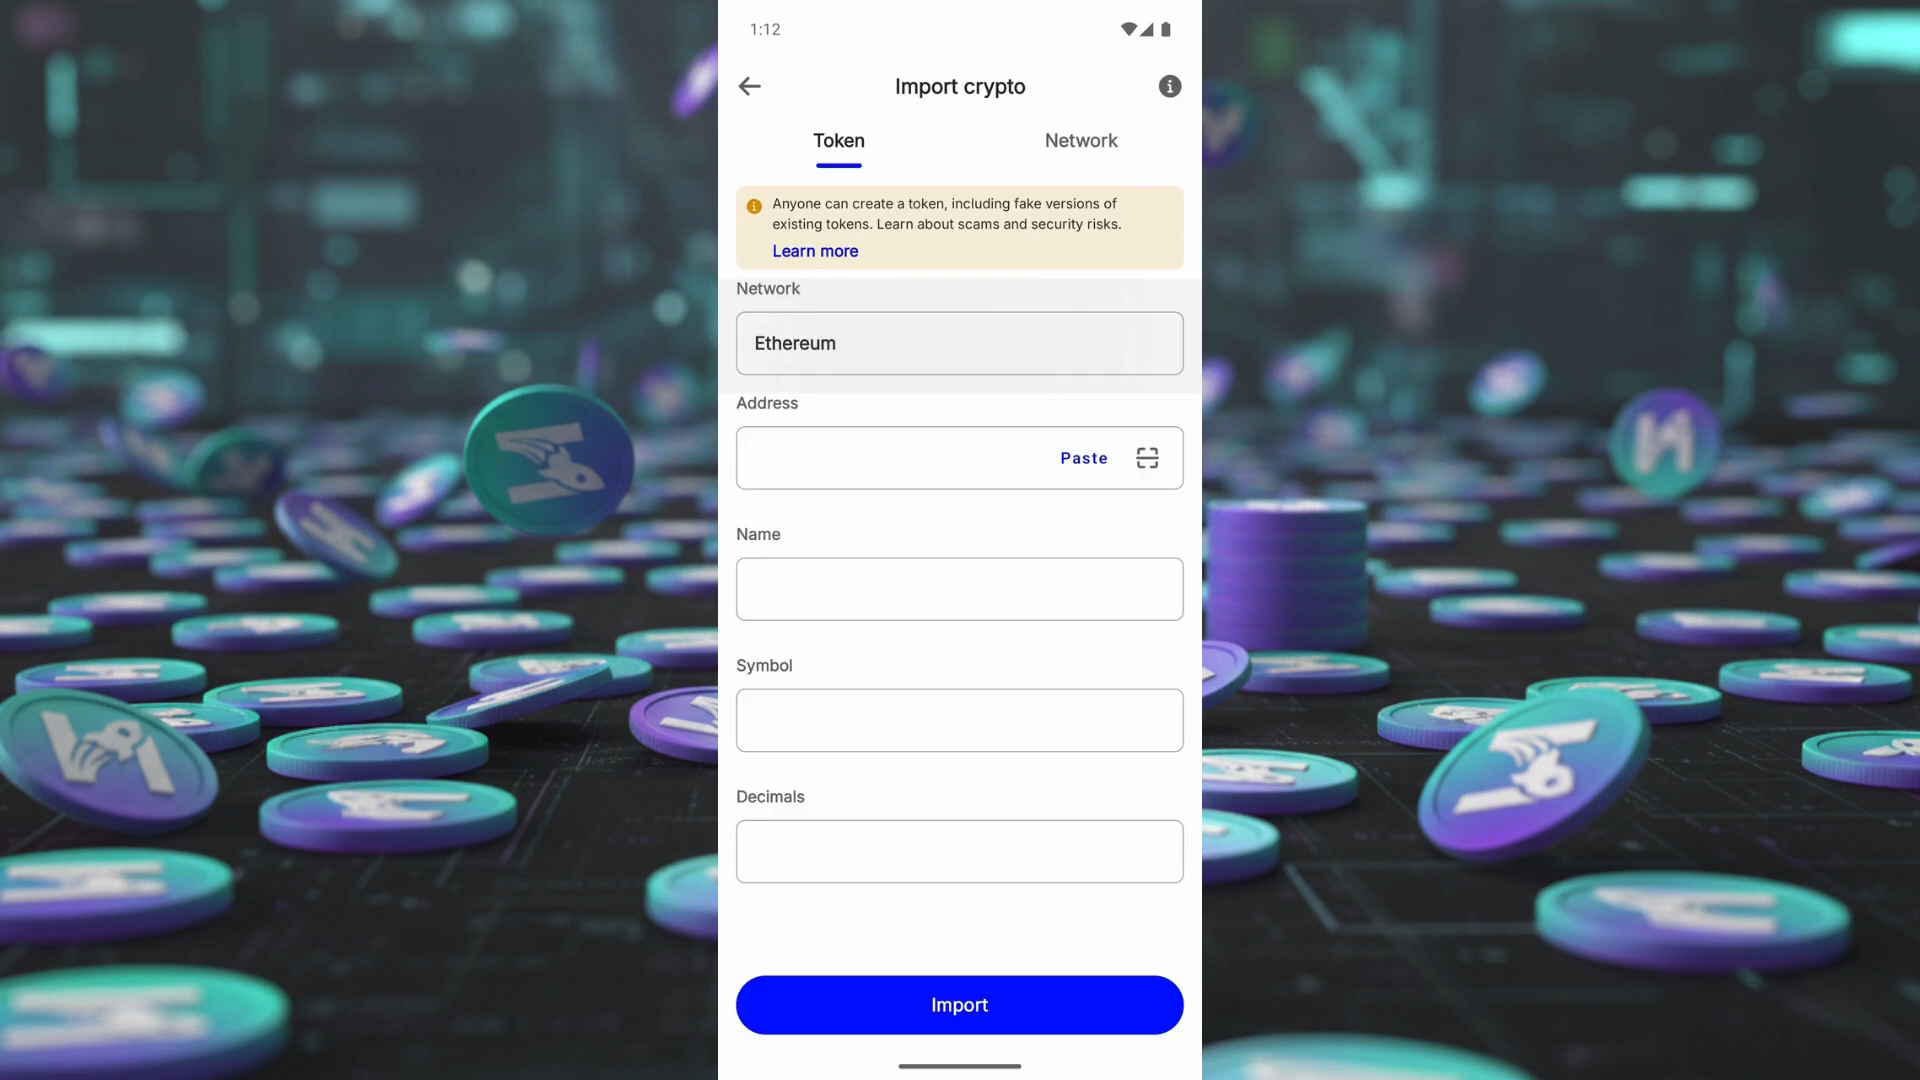 1:12
Import crypto
Token
Network
Anyone can create a token, including fake versions of
existing tokens. Learn about scams and security risks.
Learn more
Network
Ethereum
Address
Paste
Name
Symbol
Decimals
Import